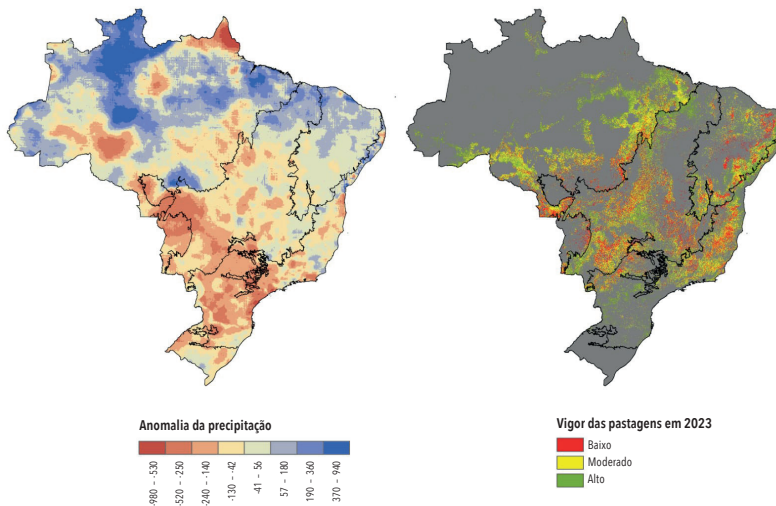 Anomalia da precipitação
-980 – -530
-520 – -250
-240 – -140
-130 – -42
-41 – 56
57 – 180
190 – 360
370 – 940
Vigor das pastagens em 2023
Baixo
Moderado
Alto